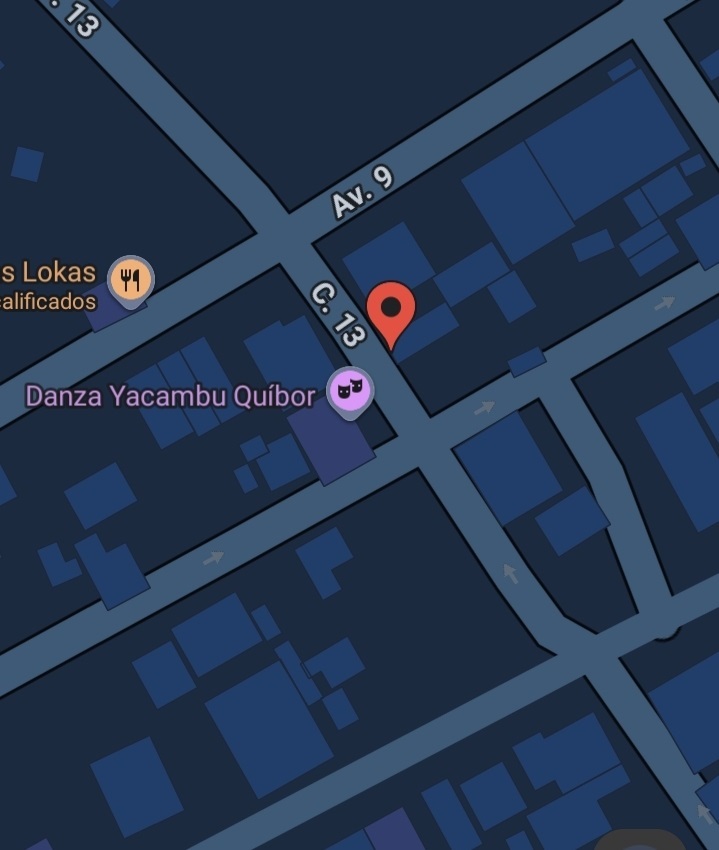 . 13
Av. 9
s Lokas
alificados
C. 13
Danza Yacambu Quíbor